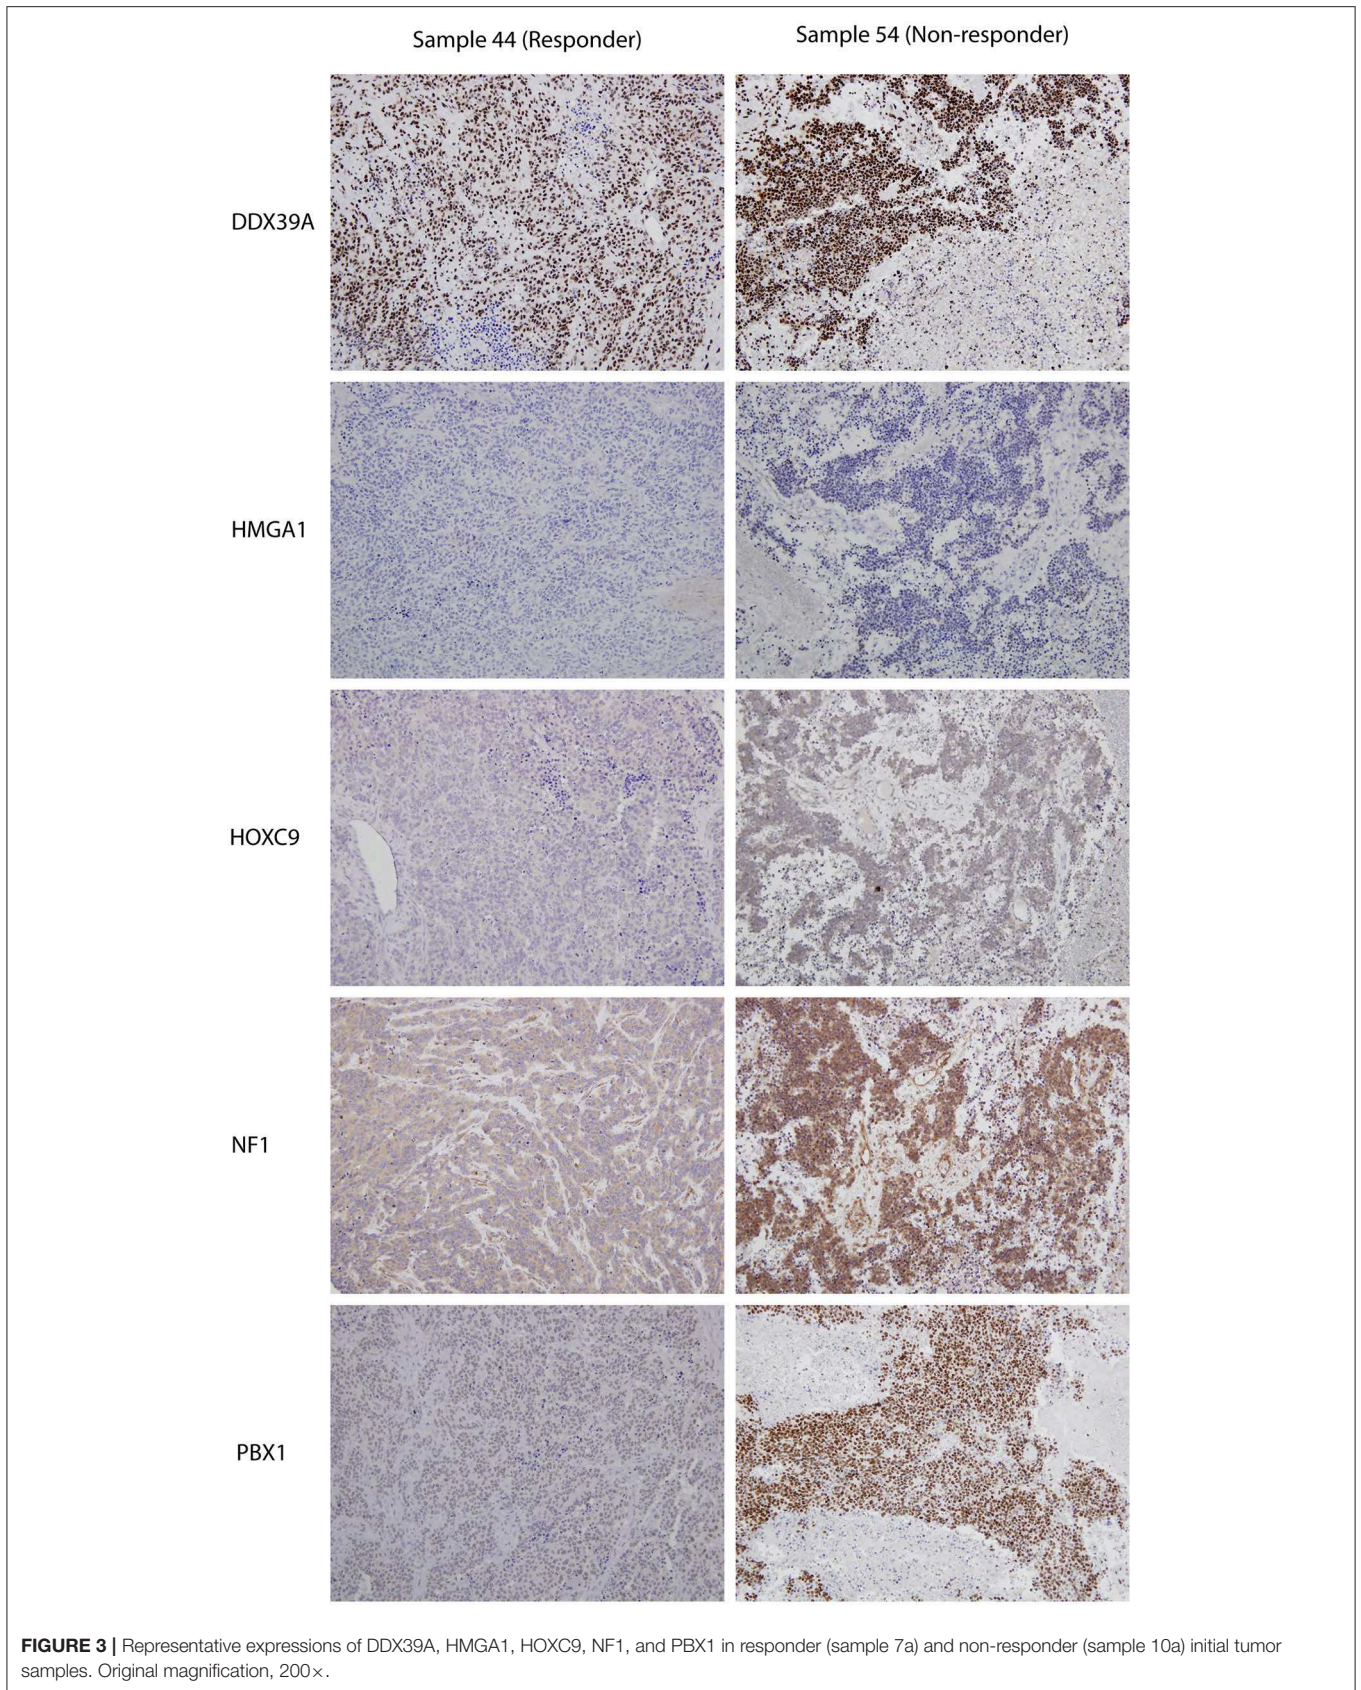 Sample 44 (Responder)
Sample 54 (Non-responder)
DDX39A
HMGA1
HOXC9
NF1
PBX1
FIGURE 3 | Representative expressions of DDX39A, HMGA1, HOXC9, NF1, and PBX1 in responder (sample 7a) and non-responder (sample 10a) initial tumor
samples. Original magnification, 200×.